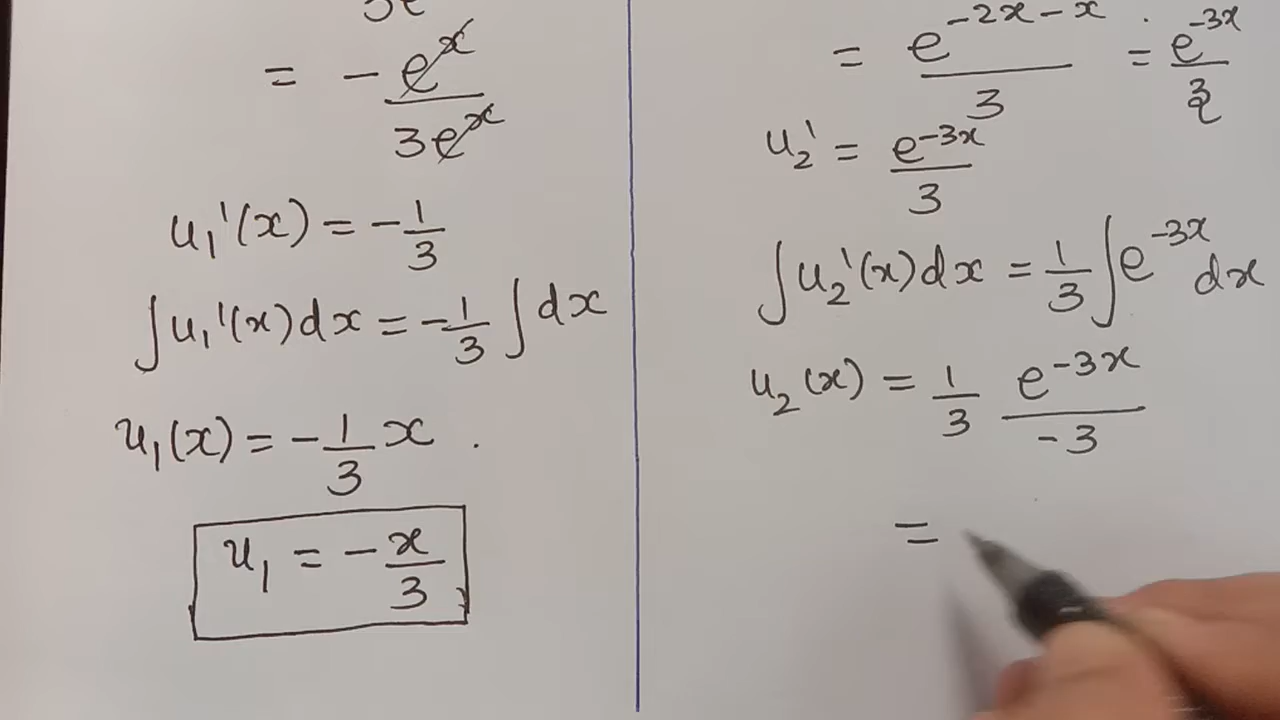 = - e^x / 3e^x
u₁'(x) = - 1/3
∫ u₁'(x) dx = - 1/3 ∫ dx
u₁(x) = - 1/3 x .
u₁ = - x/3
= e^{-2x-x} / 3 = e^{-3x} / 3
u₂' = e^{-3x} / 3
∫ u₂'(x) dx = 1/3 ∫ e^{-3x} dx
u₂(x) = 1/3 e^{-3x} / -3
=